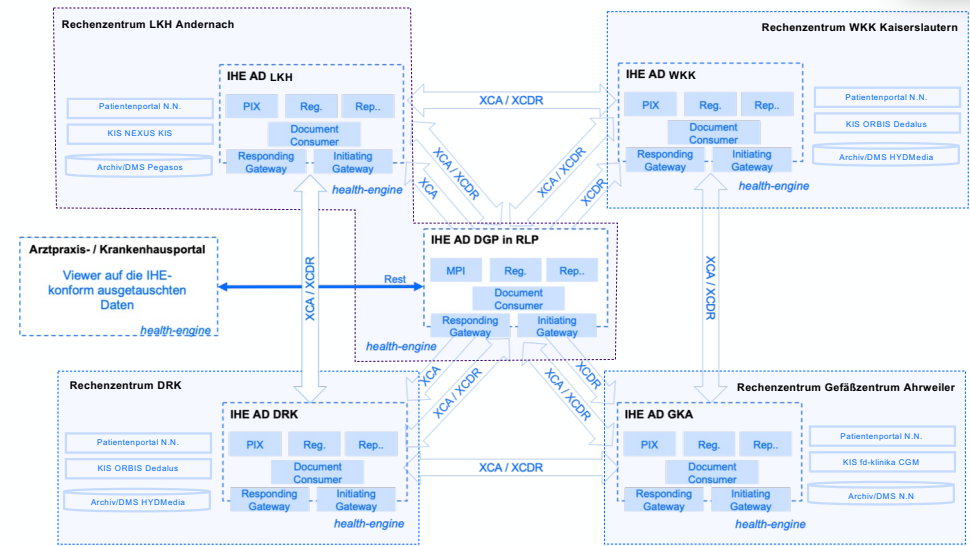 Rechenzentrum LKH Andernach
IHE AD LKH
PIX
Reg.
Rep..
Document
Consumer
Responding
Gateway
Initiating
Gateway
health-engine
Patientenportal N.N.
KIS NEXUS KIS
Archiv/DMS Pegasos
Rechenzentrum WKK Kaiserslautern
IHE AD WKK
PIX
Reg.
Rep..
Document
Consumer
Responding
Gateway
Initiating
Gateway
health-engine
Patientenportal N.N.
KIS ORBIS Dedalus
Archiv/DMS HYDMedia
XCA / XCDR
XCA / XCDR
XCA
XCA / XCDR
XCDR
Arztpraxis- / Krankenhausportal
Viewer auf die IHE-
konform ausgetauschten
Daten
health-engine
XCA / XCDR
Rest
IHE AD DGP in RLP
MPI
Reg.
Rep..
Document
Consumer
Responding
Gateway
Initiating
Gateway
health-engine
XCA / XCDR
XCA
XCA / XCDR
XCDR
XCA / XCDR
Rechenzentrum DRK
IHE AD DRK
PIX
Reg.
Rep..
Document
Consumer
Responding
Gateway
Initiating
Gateway
health-engine
Patientenportal N.N.
KIS ORBIS Dedalus
Archiv/DMS HYDMedia
XCA / XCDR
Rechenzentrum Gefäßzentrum Ahrweiler
IHE AD GKA
PIX
Reg.
Rep..
Document
Consumer
Responding
Gateway
Initiating
Gateway
health-engine
Patientenportal N.N.
KIS fd-klinika CGM
Archiv/DMS N.N